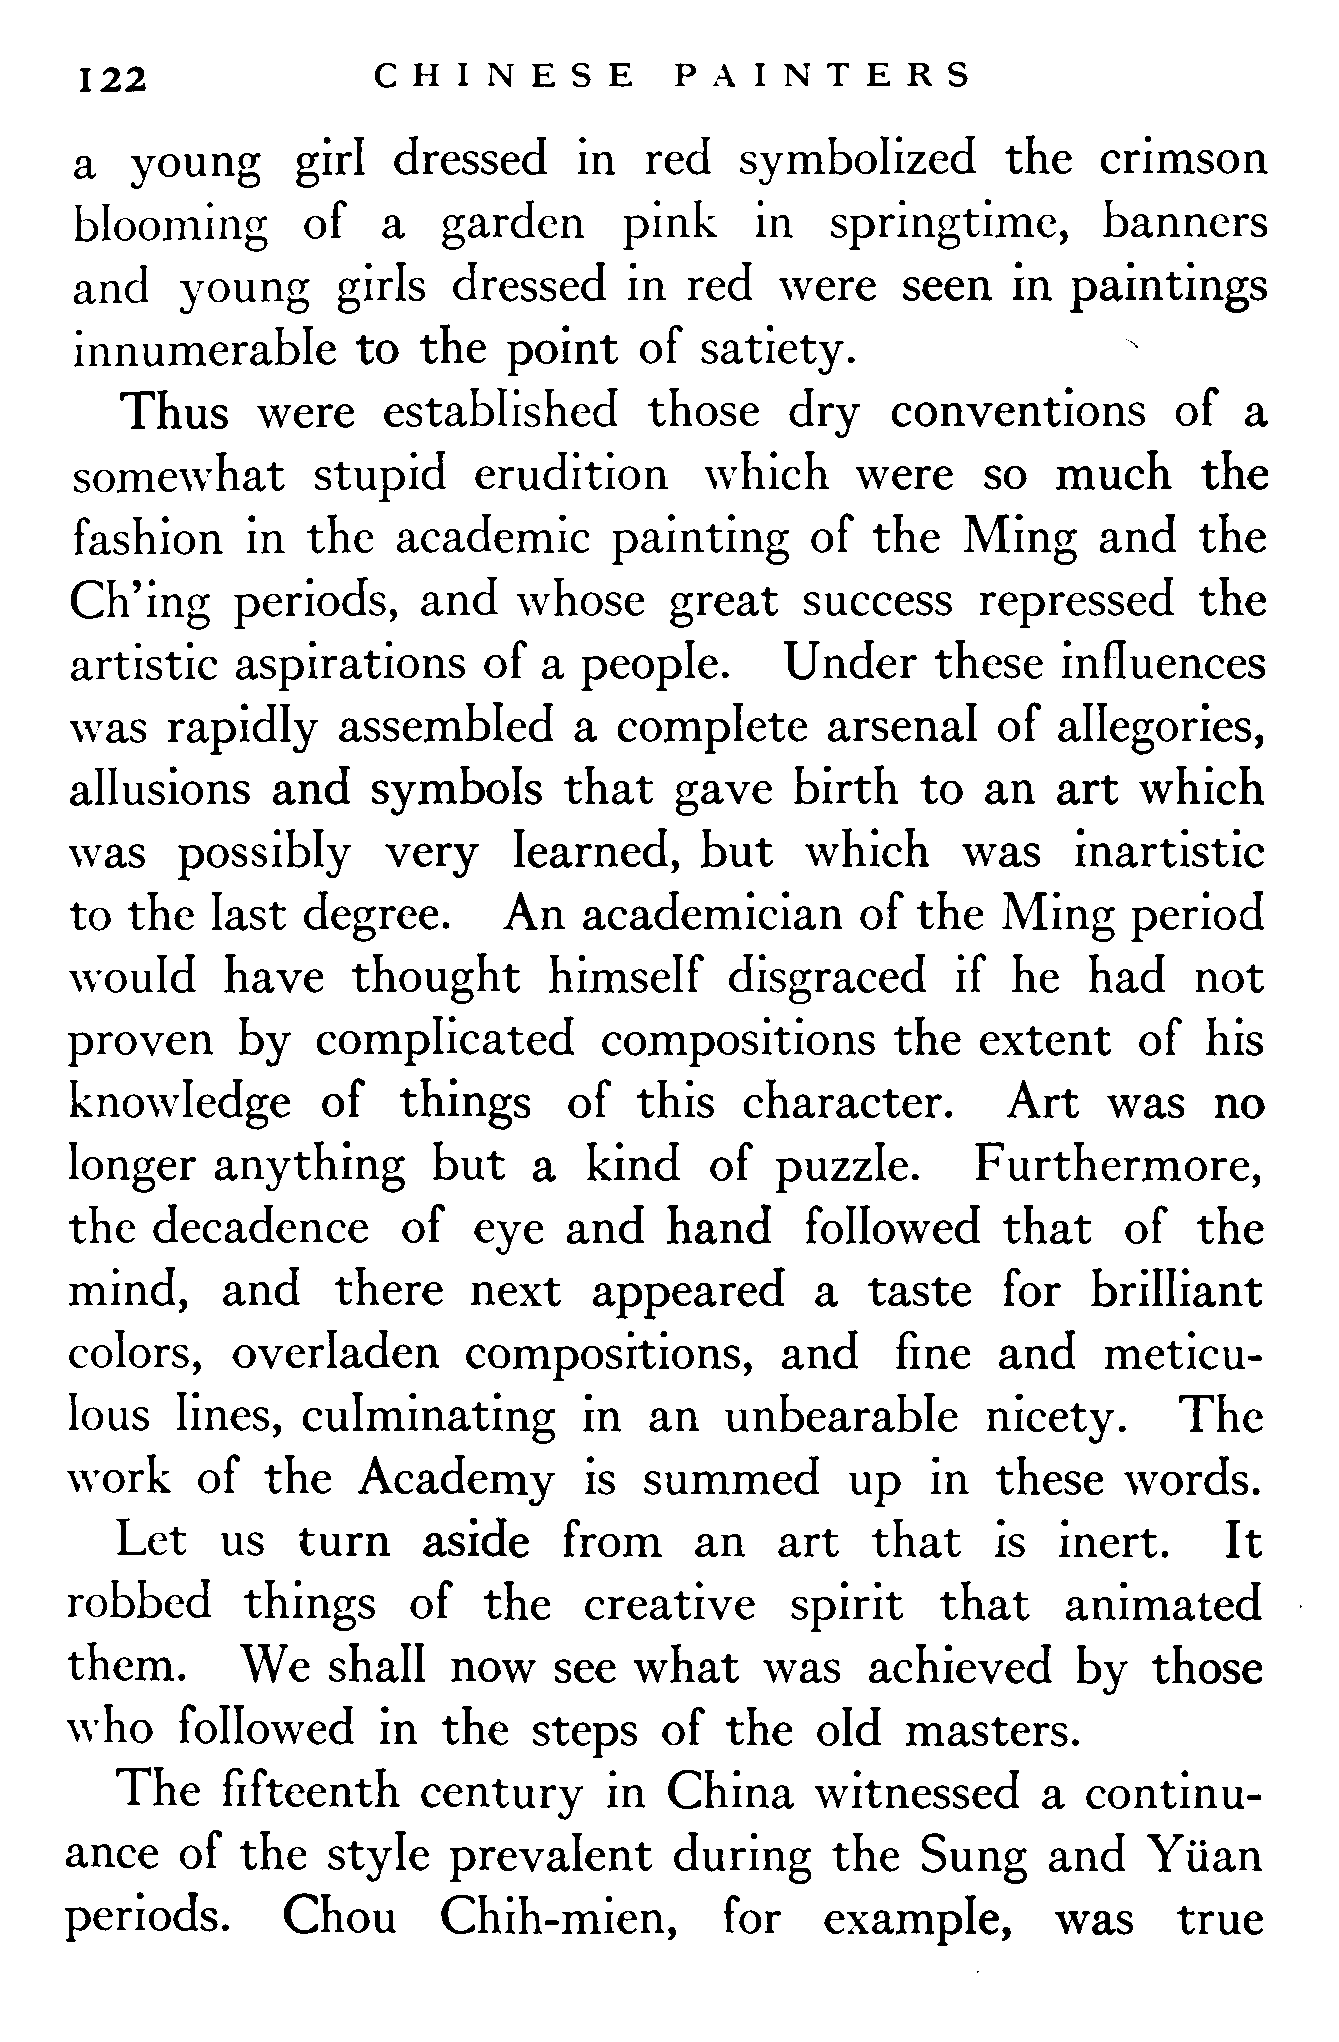 122 CHINESE PAINTERS
a young girl dressed in red symbolized the crimson
blooming of a garden pink in springtime, banners
and young girls dressed in red were seen in paintings
innumerable to the point of satiety.
Thus were established those dry conventions of a
somewhat stupid erudition which were so much the
fashion in the academic painting of the Ming and the
Ch'ing periods, and whose great success repressed the
artistic aspirations of a people. Under these influences
was rapidly assembled a complete arsenal of allegories,
allusions and symbols that gave birth to an art which
was possibly very learned, but which was inartistic
to the last degree. An academician of the Ming period
would have thought himself disgraced if he had not
proven by complicated compositions the extent of his
knowledge of things of this character. Art was no
longer anything but a kind of puzzle. Furthermore,
the decadence of eye and hand followed that of the
mind, and there next appeared a taste for brilliant
colors, overladen compositions, and fine and meticu-
lous lines, culminating in an unbearable nicety. The
work of the Academy is summed up in these words.
Let us turn aside from an art that is inert. It
robbed things of the creative spirit that animated
them. We shall now see what was achieved by those
who followed in the steps of the old masters.
The fifteenth century in China witnessed a continu-
ance of the style prevalent during the Sung and Yüan
periods. Chou Chih-mien, for example, was true